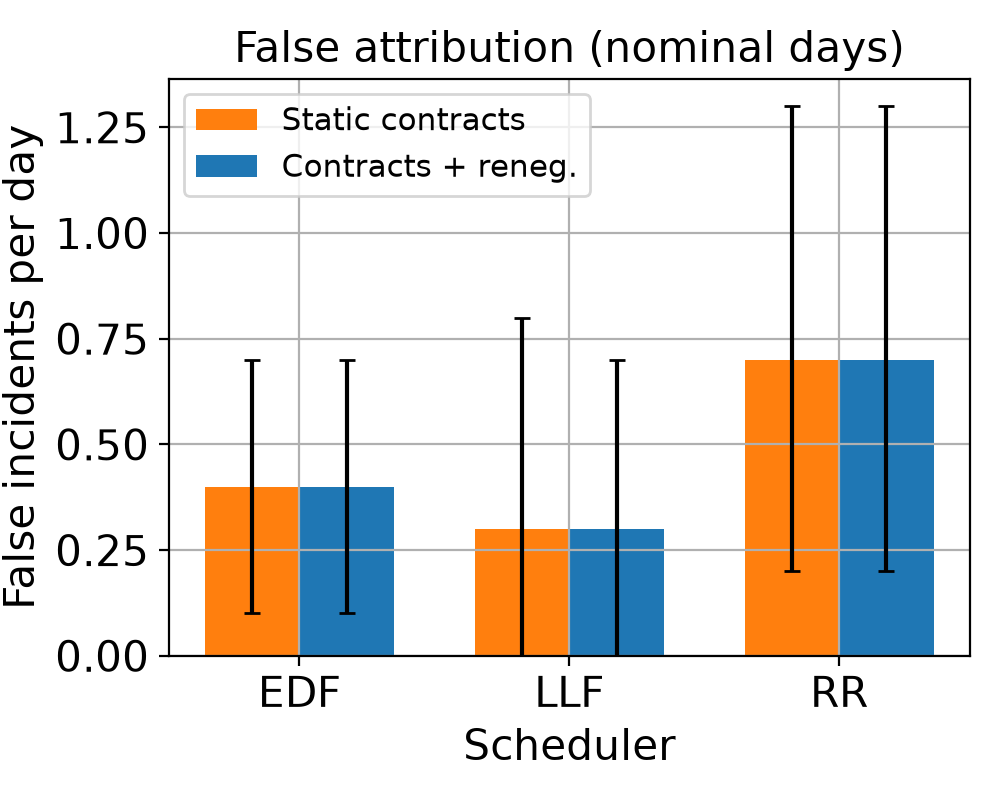 False attribution (nominal days)
Static contracts
Contracts + reneg.
False incidents per day
1.25
1.00
0.75
0.50
0.25
0.00
EDF
LLF
RR
Scheduler